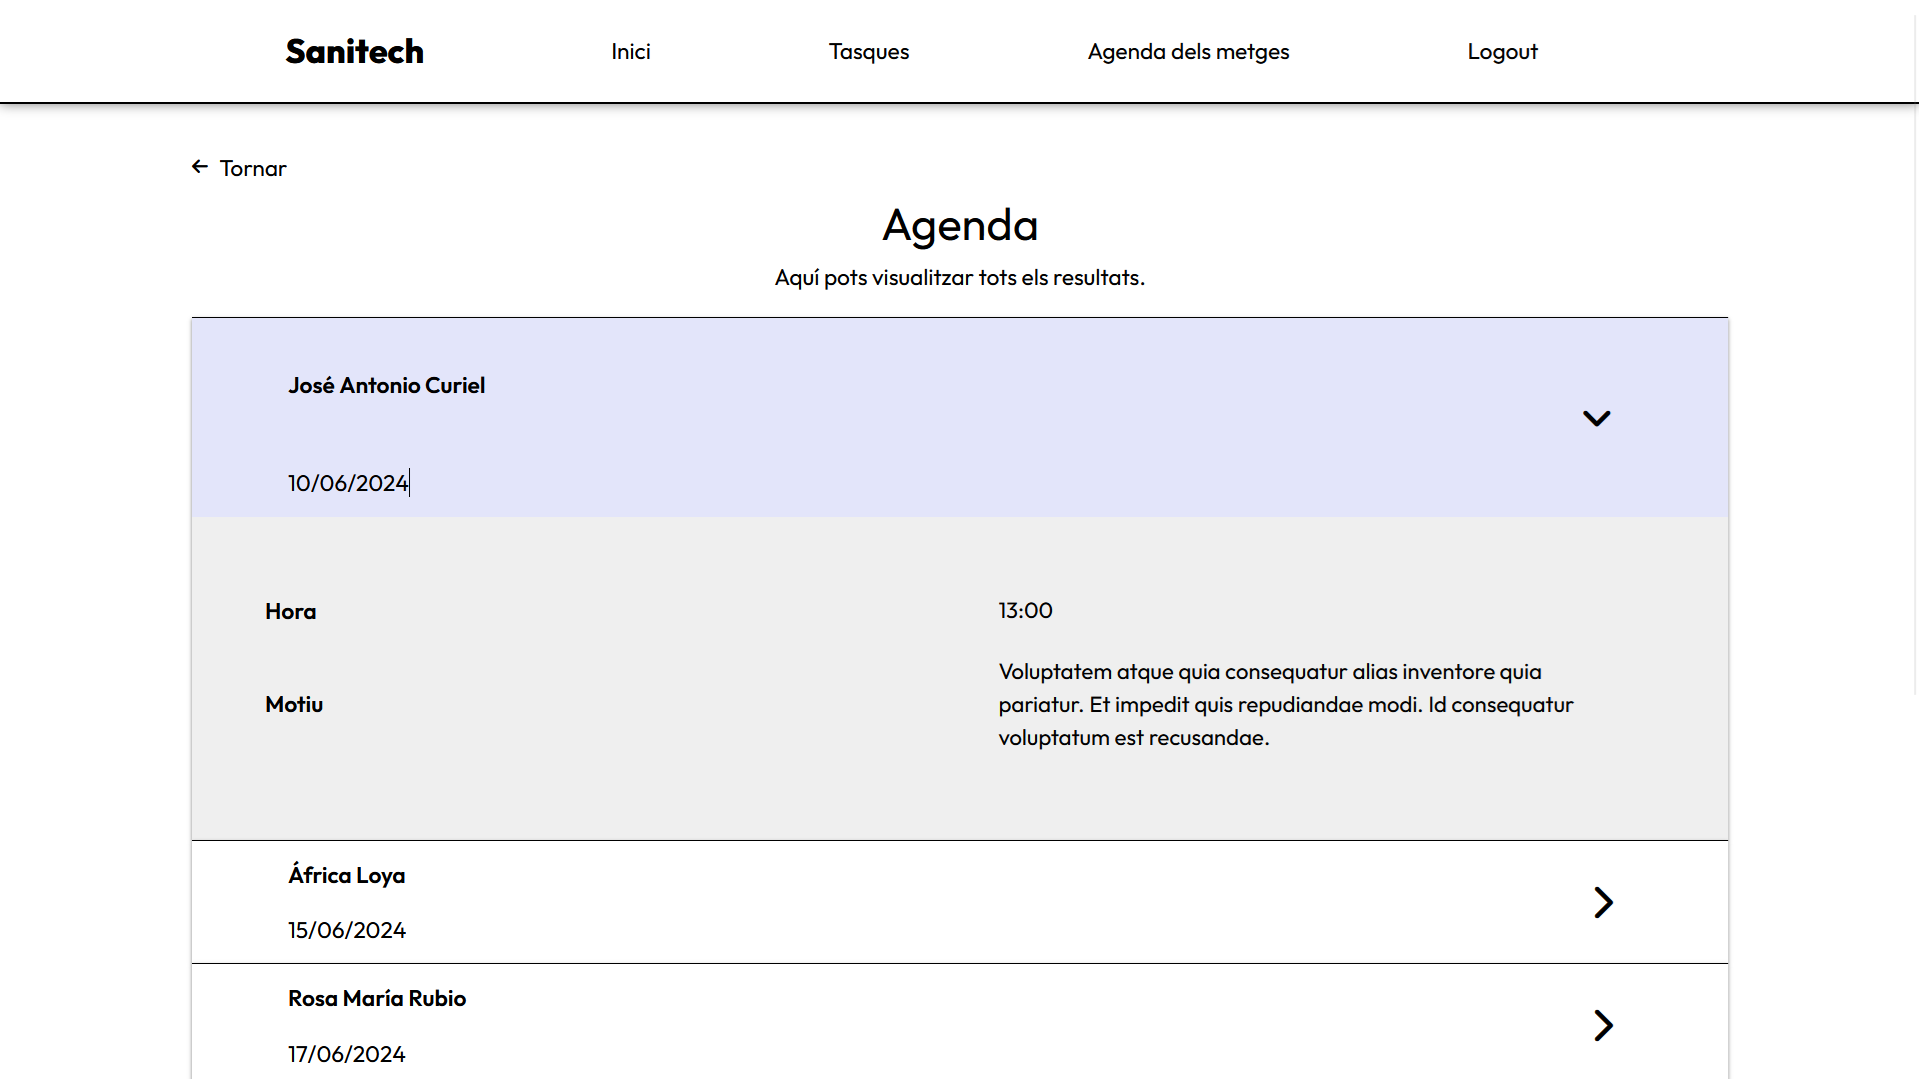 Sanitech Inici Tasques Agenda dels metges Logout
Tornar
Agenda
Aquí pots visualitzar tots els resultats.
José Antonio Curiel
10/06/2024
Hora 13:00
Motiu
Voluptatem atque quia consequatur alias inventore quia
pariatur. Et impedit quis repudiandae modi. Id consequatur
voluptatum est recusandae.
África Loya
15/06/2024
Rosa María Rubio
17/06/2024